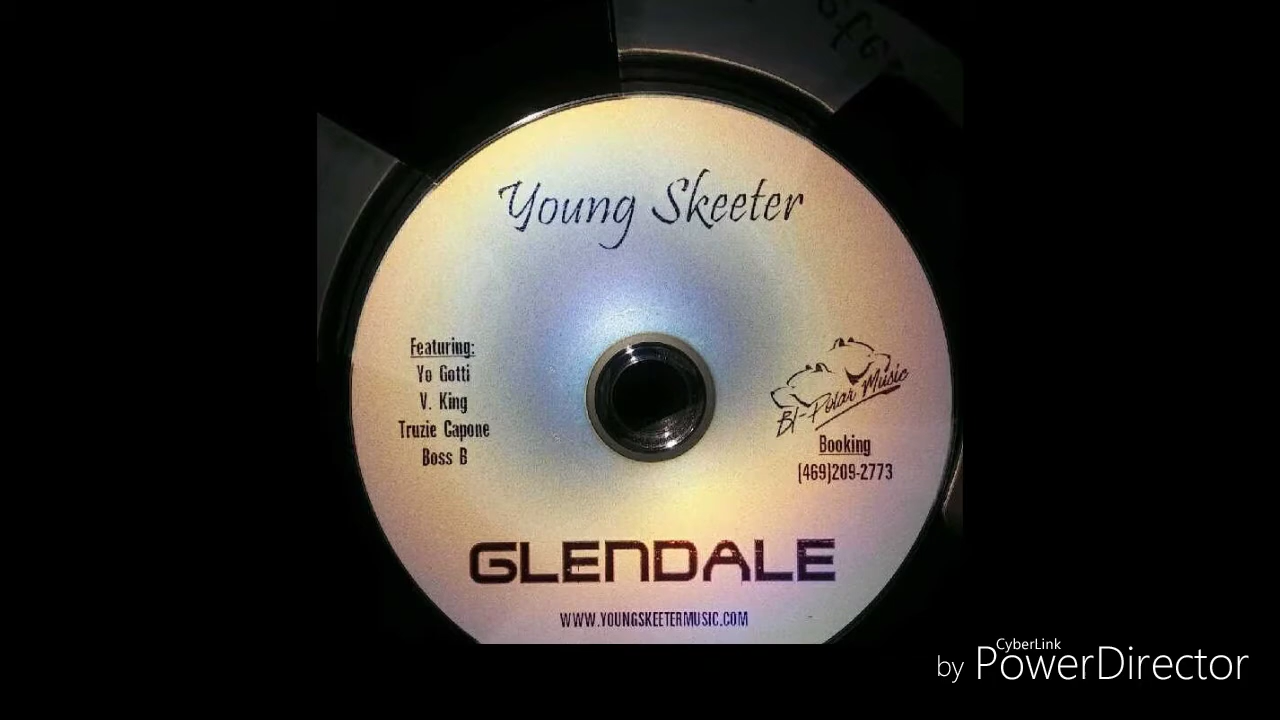 Young Skeeter
Featuring:
Yo Gotti
V. King
Truzie Capone
Boss B
BI-Polar Music
Booking
(469)209-2773
GLENDALE
WWW.YOUNGSKEETERMUSIC.COM
CyberLink
by PowerDirector